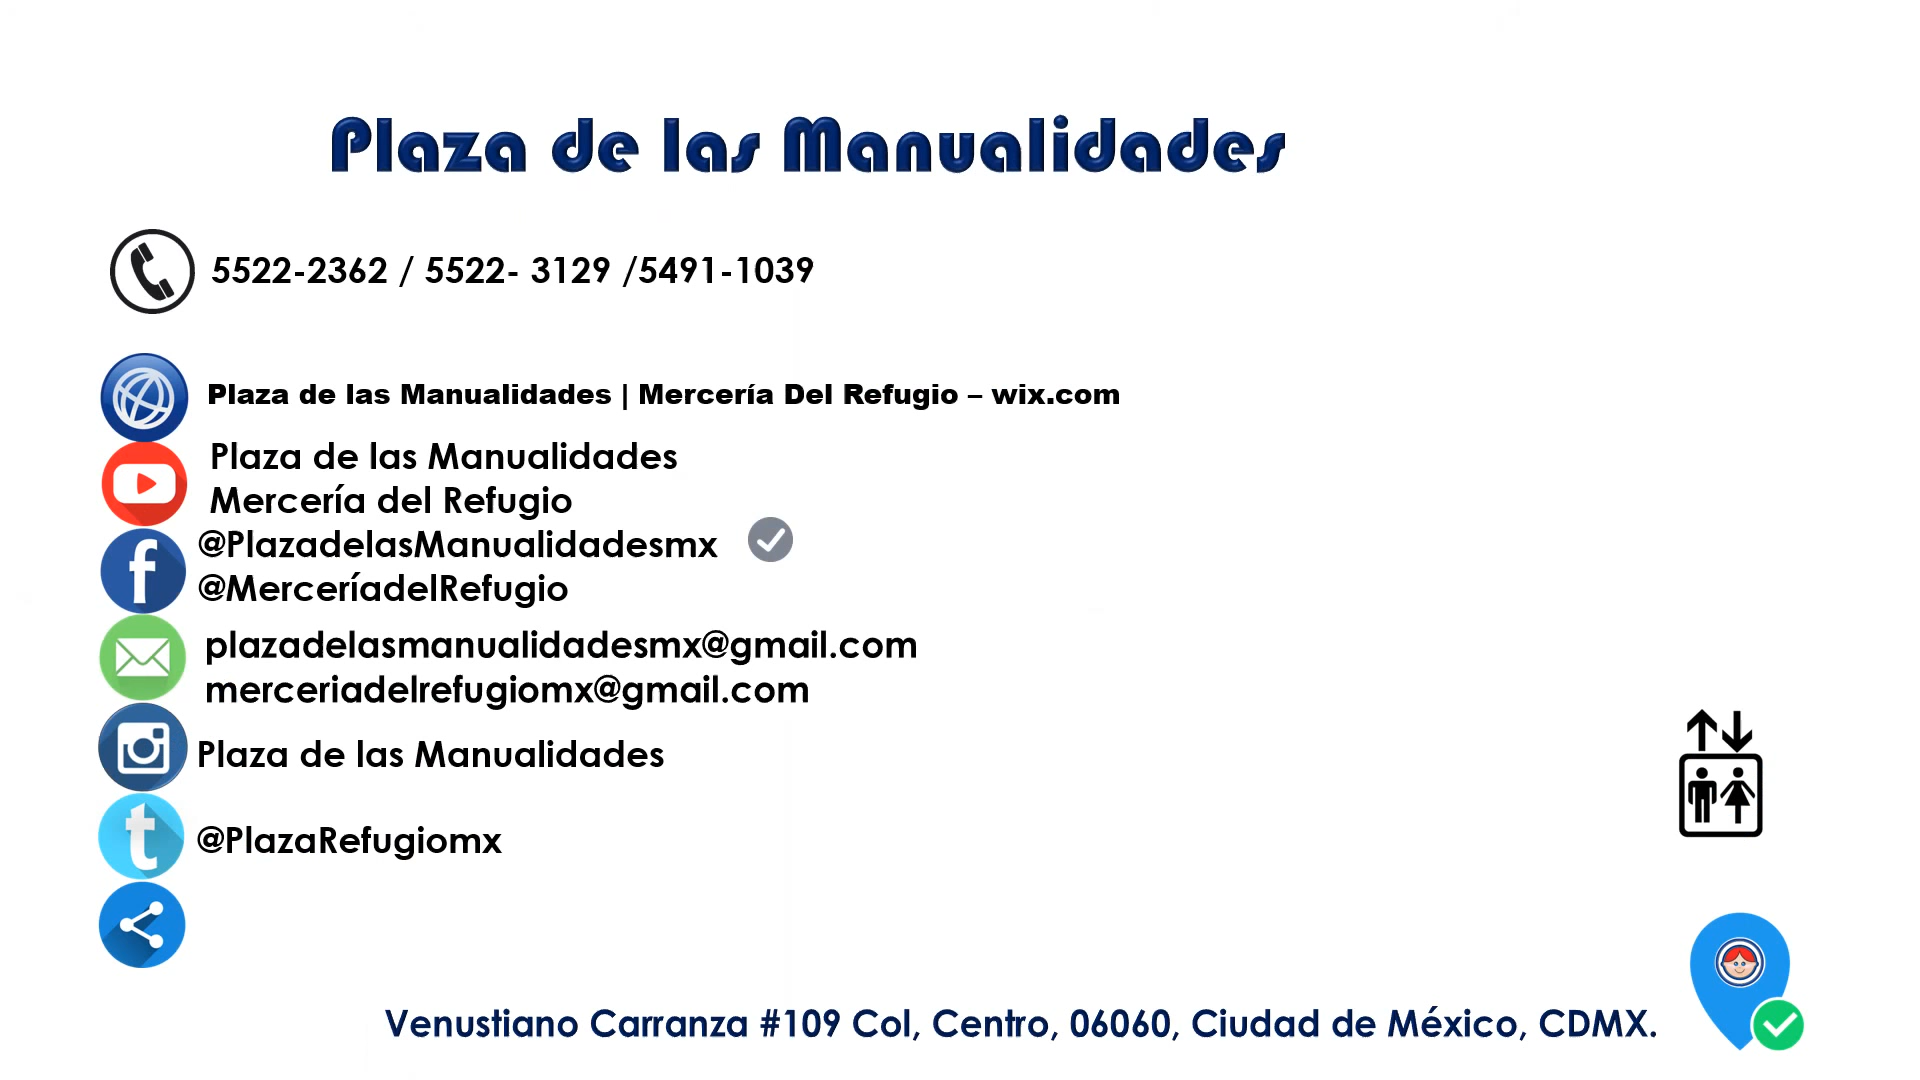 Plaza de las Manualidades
5522-2362 / 5522- 3129 /5491-1039
Plaza de las Manualidades | Mercería Del Refugio – wix.com
Plaza de las Manualidades
Mercería del Refugio
@PlazadelasManualidadesmx
@MerceríadelRefugio
plazadelasmanualidadesmx@gmail.com
merceriadelrefugiomx@gmail.com
Plaza de las Manualidades
@PlazaRefugiomx
Venustiano Carranza #109 Col, Centro, 06060, Ciudad de México, CDMX.